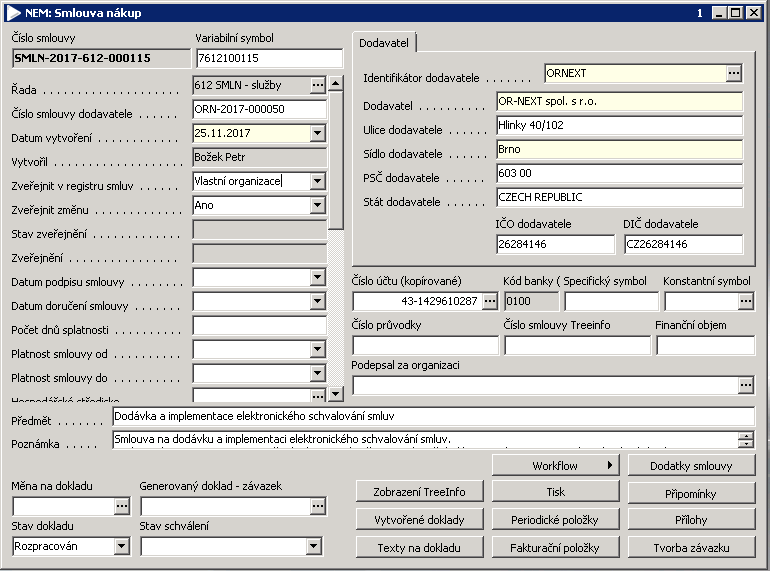 NEM: Smlouva nákup 1
Číslo smlouvy Variabilní symbol
SMLN-2017-612-000115 7612100115
Řada 612 SMLN - služby
Číslo smlouvy dodavatele ORN-2017-000050
Datum vytvoření 25.11.2017
Vytvořil Božek Petr
Zveřejnit v registru smluv Vlastní organizace
Zveřejnit změnu Ano
Stav zveřejnění
Zveřejnění
Datum podpisu smlouvy
Datum doručení smlouvy
Počet dnů splatnosti
Platnost smlouvy od
Platnost smlouvy do
Hospodářské středisko
Dodavatel
Identifikátor dodavatele ORNEXT
Dodavatel OR-NEXT spol. s r.o.
Ulice dodavatele Hlinky 40/102
Sídlo dodavatele Brno
PSČ dodavatele 603 00
Stát dodavatele CZECH REPUBLIC
IČO dodavatele DIČ dodavatele
26284146 CZ26284146
Číslo účtu (kopírované) Kód banky ( Specifický symbol Konstantní symbol
43-1429610287 0100
Číslo průvodky Číslo smlouvy Treeinfo Finanční objem
Podepsal za organizaci
Předmět Dodávka a implementace elektronického schvalování smluv
Poznámka Smlouva na dodávku a implementaci elektronického schvalování smluv.
Workflow Dodatky smlouvy
Měna na dokladu Generovaný doklad - závazek
Zobrazení TreeInfo Tisk Připomínky
Stav dokladu Stav schválení
Vytvořené doklady Periodické položky Přílohy
Rozpracován
Texty na dokladu Fakturační položky Tvorba závazku